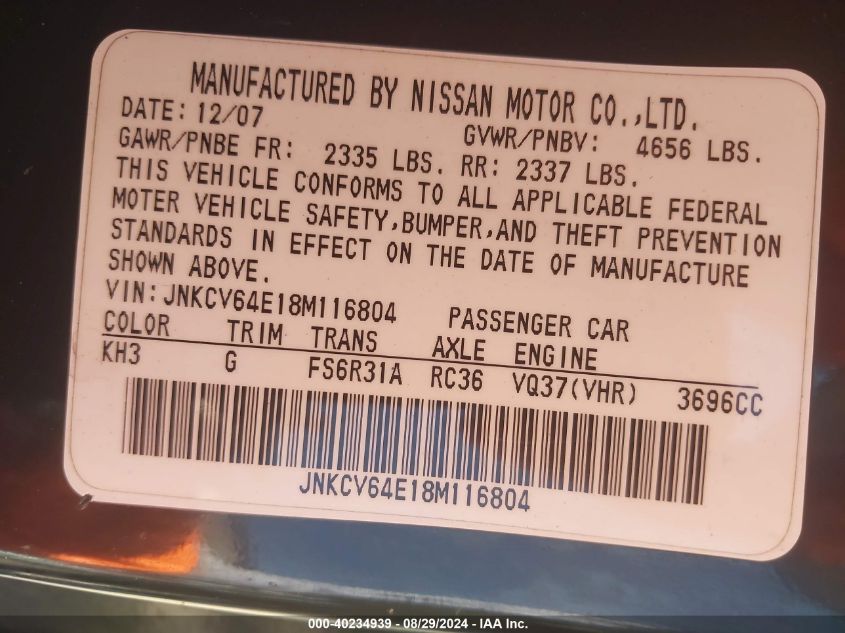 MANUFACTURED BY NISSAN MOTOR CO.,LTD.
DATE: 12/07 GVWR/PNBV: 4656 LBS.
GAWR/PNBE FR: 2335 LBS. RR: 2337 LBS.
THIS VEHICLE CONFORMS TO ALL APPLICABLE FEDERAL
MOTER VEHICLE SAFETY,BUMPER,AND THEFT PREVENTION
STANDARDS IN EFFECT ON THE DATE OF MANUFACTURE
SHOWN ABOVE.
VIN:JNKCV64E18M116804 PASSENGER CAR
COLOR TRIM TRANS AXLE ENGINE
KH3 G FS6R31A RC36 VQ37(VHR) 3696CC
JNKCV64E18M116804
000-40234939 - 08/29/2024 - IAA Inc.